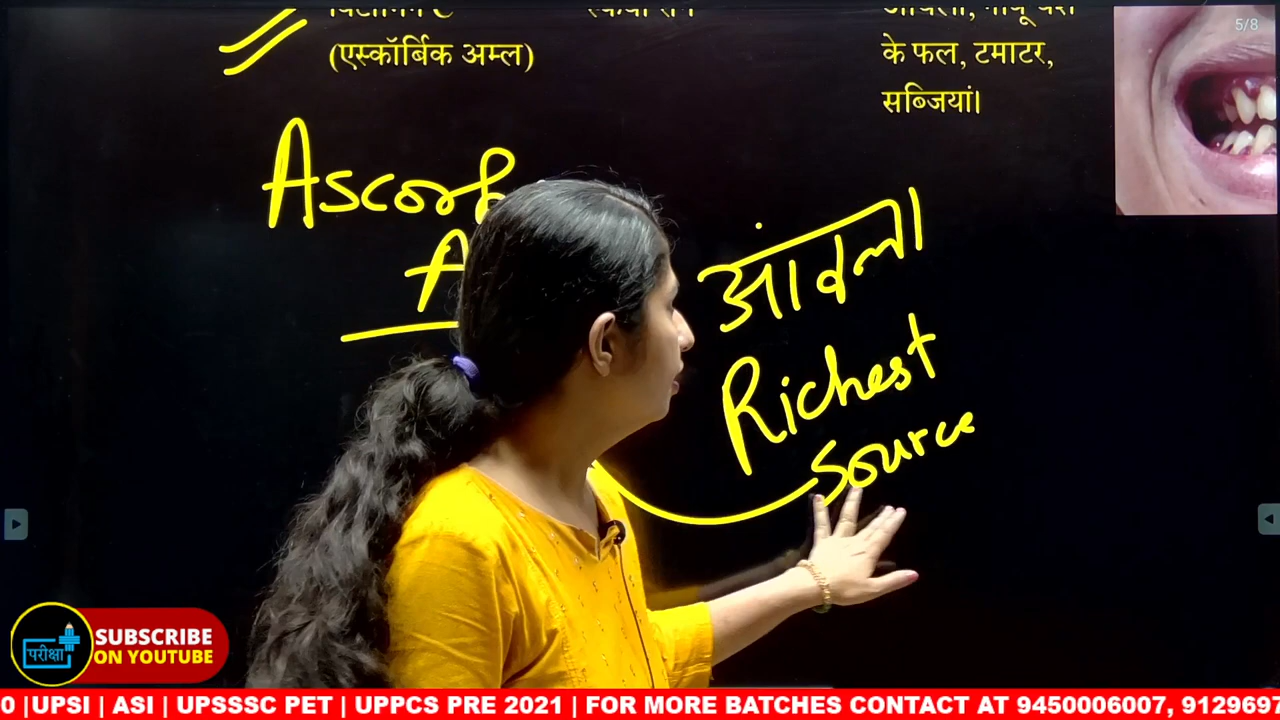 (एस्कॉर्बिक अम्ल)
के फल, टमाटर,
सब्जियां।
5/8
आंवला
Richest
Source
परीक्षा
SUBSCRIBE
ON YOUTUBE
0 |UPSI | ASI | UPSSSC PET | UPPCS PRE 2021 | FOR MORE BATCHES CONTACT AT 9450006007, 9129697